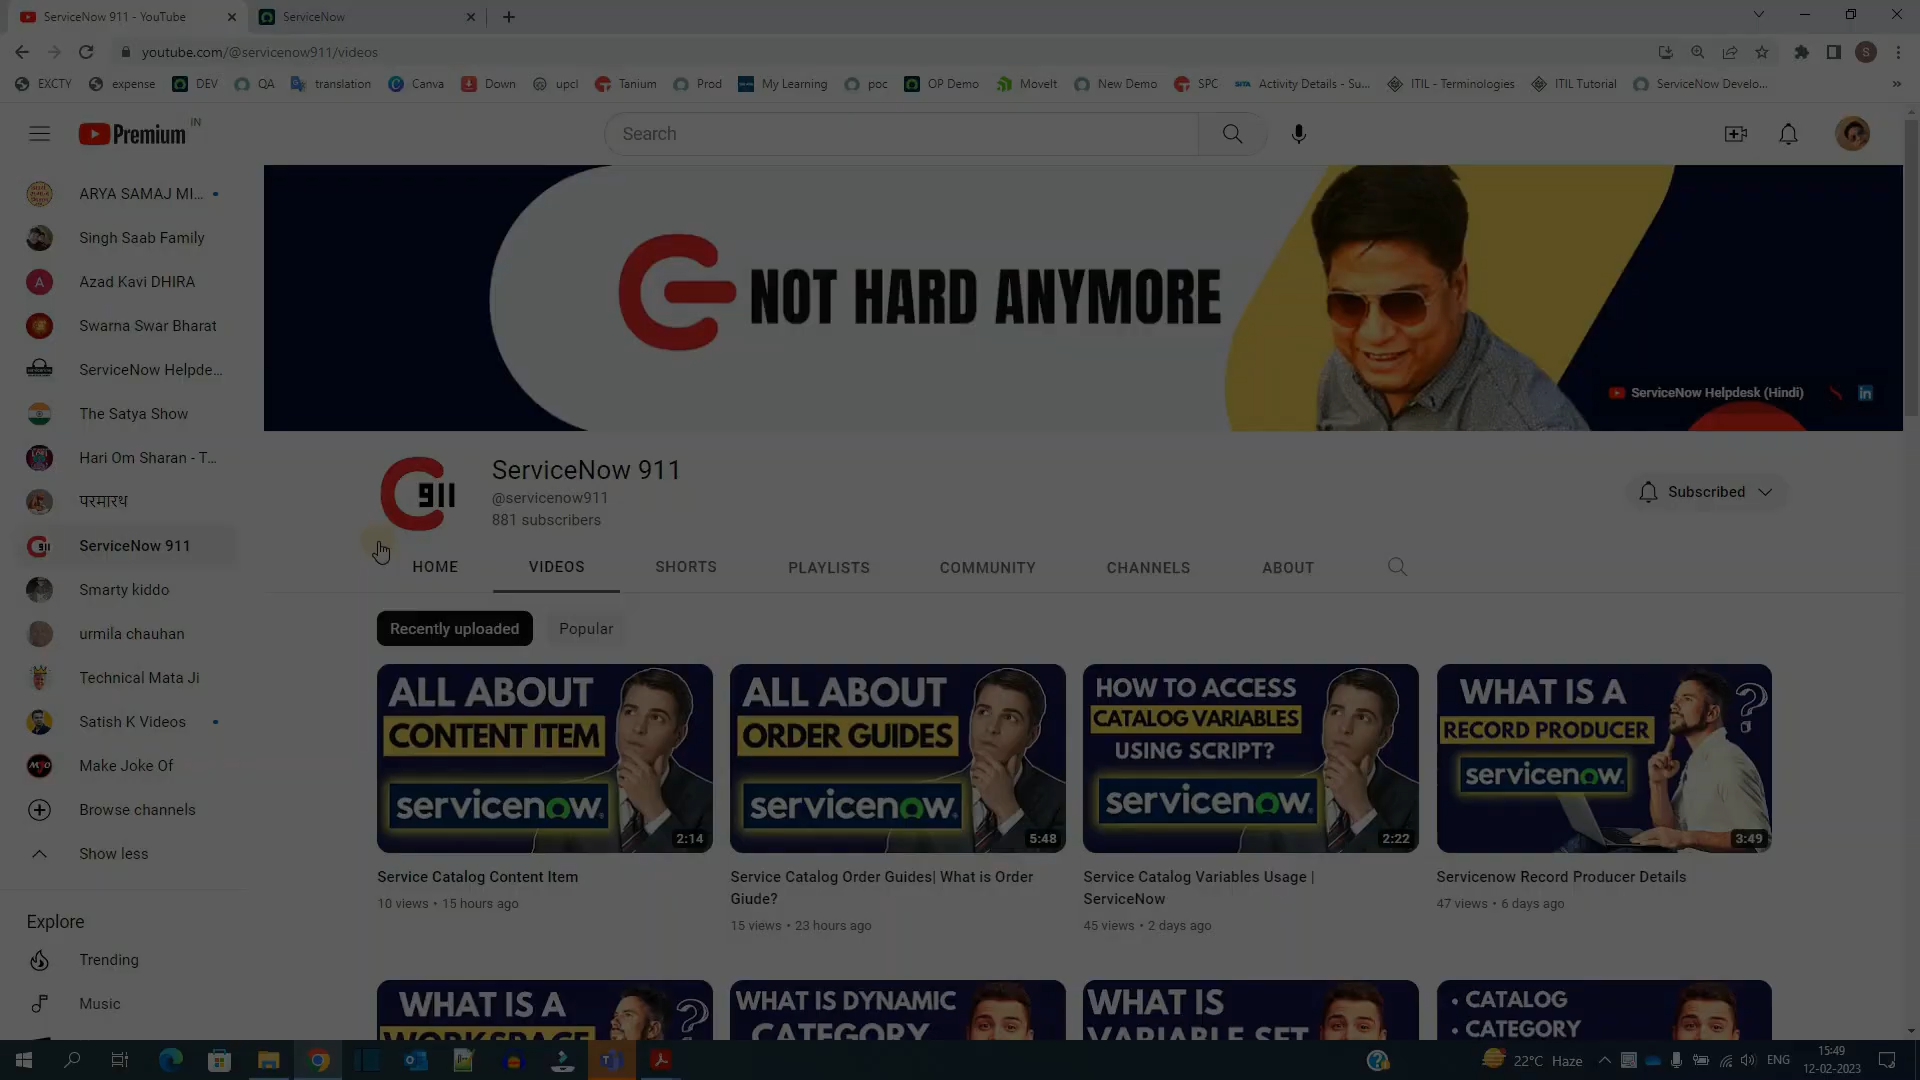 ServiceNow 911 - YouTube
ServiceNow
youtube.com/@servicenow911/videos
EXCTY
expense
DEV
QA
translation
Canva
Down
upcl
Tanium
Prod
My Learning
poc
OP Demo
MoveIt
New Demo
SPC
SITA
Activity Details - Su...
ITIL - Terminologies
ITIL Tutorial
ServiceNow Develo...
Premium
IN
Search
ARYA SAMAJ MI...
Singh Saab Family
A
Azad Kavi DHIRA
Swarna Swar Bharat
ServiceNow Helpde...
The Satya Show
Hari Om Sharan - T...
परमारथ
ServiceNow 911
Smarty kiddo
urmila chauhan
Technical Mata Ji
Satish K Videos
Make Joke Of
Browse channels
Show less
Explore
Trending
Music
NOT HARD ANYMORE
ServiceNow Helpdesk (Hindi)
in
911
ServiceNow 911
@servicenow911
881 subscribers
Subscribed
HOME
VIDEOS
SHORTS
PLAYLISTS
COMMUNITY
CHANNELS
ABOUT
Recently uploaded
Popular
ALL ABOUT
CONTENT ITEM
servicenow.
2:14
Service Catalog Content Item
10 views • 15 hours ago
ALL ABOUT
ORDER GUIDES
servicenow.
5:48
Service Catalog Order Guides| What is Order
Giude?
15 views • 23 hours ago
HOW TO ACCESS
CATALOG VARIABLES
USING SCRIPT?
servicenow.
2:22
Service Catalog Variables Usage |
ServiceNow
45 views • 2 days ago
WHAT IS A
RECORD PRODUCER
?
servicenow.
3:49
Servicenow Record Producer Details
47 views • 6 days ago
WHAT IS A
WORKSPACE
?
WHAT IS DYNAMIC
CATEGORY
WHAT IS
VARIABLE SET
• CATALOG
• CATEGORY
22°C Haze
ENG
15:49
12-02-2023